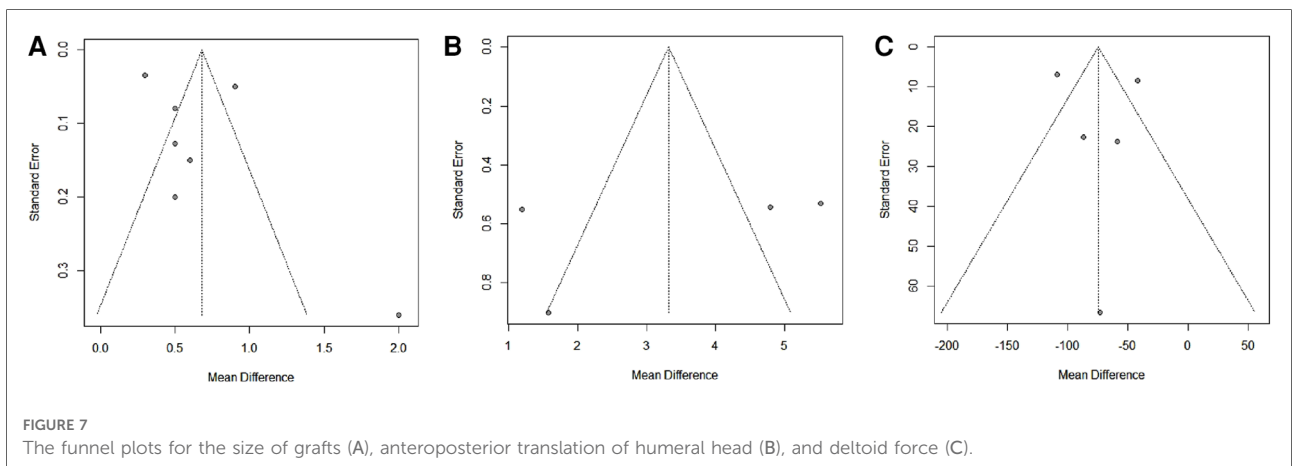 A
0.0
0.1
0.2
0.3
Standard Error
0.0
0.5
1.0
1.5
2.0
Mean Difference
B
0.0
0.2
0.4
0.6
0.8
Standard Error
1
2
3
4
5
Mean Difference
C
0
10
20
30
40
50
60
Standard Error
-200
-150
-100
-50
0
50
Mean Difference
FIGURE 7
The funnel plots for the size of grafts (A), anteroposterior translation of humeral head (B), and deltoid force (C).